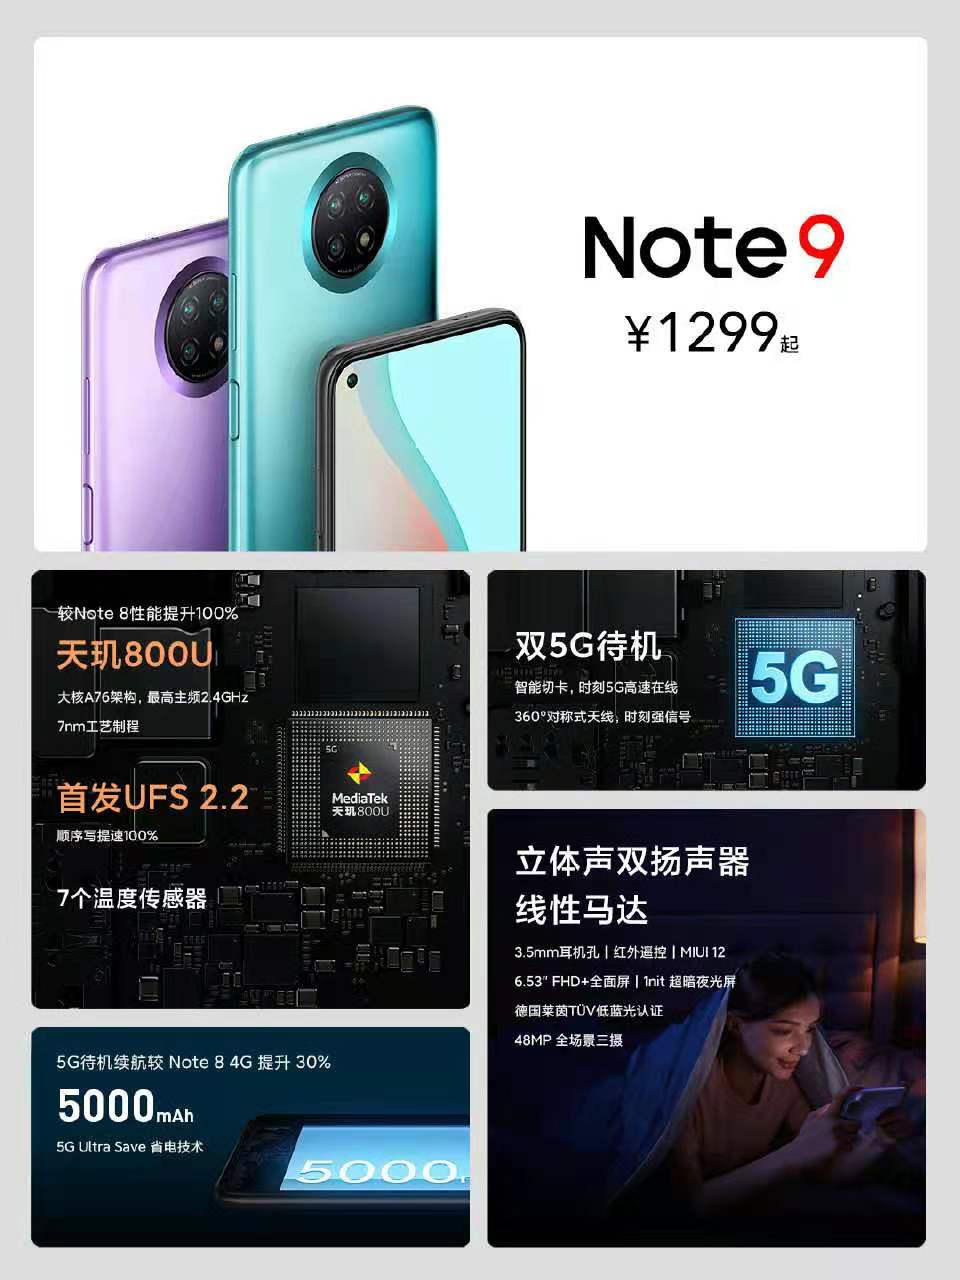 Note 9
¥1299起
较Note 8性能提升100%
天玑800U
大核A76架构，最高主频2.4GHz
7nm工艺制程
首发UFS 2.2
顺序写提速100%
7个温度传感器
5G
MediaTek
天玑800U
双5G待机
智能切卡，时刻5G高速在线
360°对称式天线，时刻强信号
5G
立体声双扬声器
线性马达
3.5mm耳机孔 | 红外遥控 | MIUI 12
6.53" FHD+全面屏 | 1nit 超暗夜光屏
德国莱茵TÜV低蓝光认证
48MP 全场景三摄
5G待机续航较 Note 8 4G 提升 30%
5000mAh
5G Ultra Save 省电技术
5000